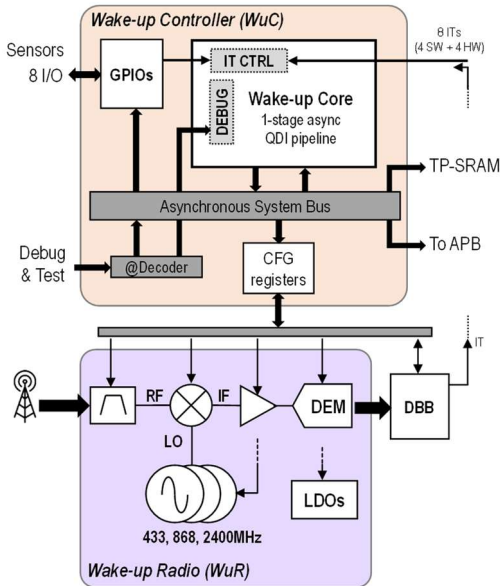 Wake-up Controller (WuC)
8 ITs
(4 SW + 4 HW)
Sensors
8 I/O
GPIOs
IT CTRL
DEBUG
Wake-up Core
1-stage async
QDI pipeline
TP-SRAM
Asynchronous System Bus
To APB
Debug
& Test
@Decoder
CFG
registers
IT
RF
IF
DEM
DBB
LO
LDOs
433, 868, 2400MHz
Wake-up Radio (WuR)